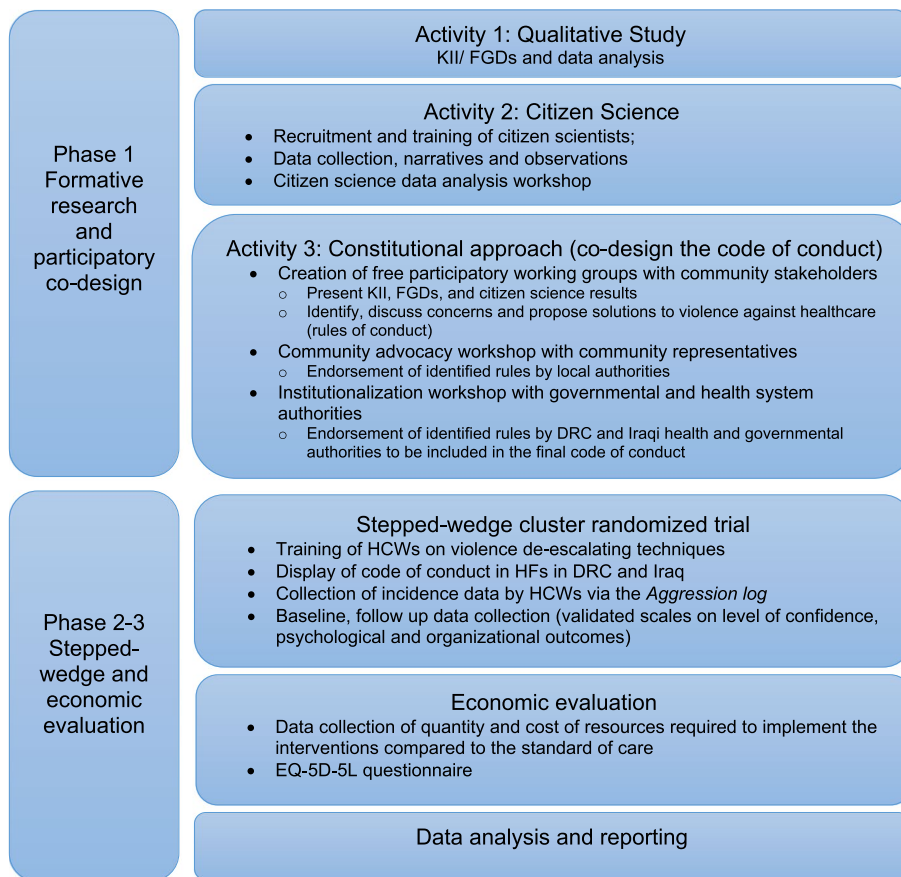 Phase 1
Formative
research
and
participatory
co-design
Activity 1: Qualitative Study
KII/ FGDs and data analysis
Activity 2: Citizen Science
• Recruitment and training of citizen scientists;
• Data collection, narratives and observations
• Citizen science data analysis workshop
Activity 3: Constitutional approach (co-design the code of conduct)
• Creation of free participatory working groups with community stakeholders
o Present KII, FGDs, and citizen science results
o Identify, discuss concerns and propose solutions to violence against healthcare
(rules of conduct)
• Community advocacy workshop with community representatives
o Endorsement of identified rules by local authorities
• Institutionalization workshop with governmental and health system
authorities
o Endorsement of identified rules by DRC and Iraqi health and governmental
authorities to be included in the final code of conduct
Phase 2-3
Stepped-
wedge and
economic
evaluation
Stepped-wedge cluster randomized trial
• Training of HCWs on violence de-escalating techniques
• Display of code of conduct in HFs in DRC and Iraq
• Collection of incidence data by HCWs via the Aggression log
• Baseline, follow up data collection (validated scales on level of confidence,
psychological and organizational outcomes)
Economic evaluation
• Data collection of quantity and cost of resources required to implement the
interventions compared to the standard of care
• EQ-5D-5L questionnaire
Data analysis and reporting